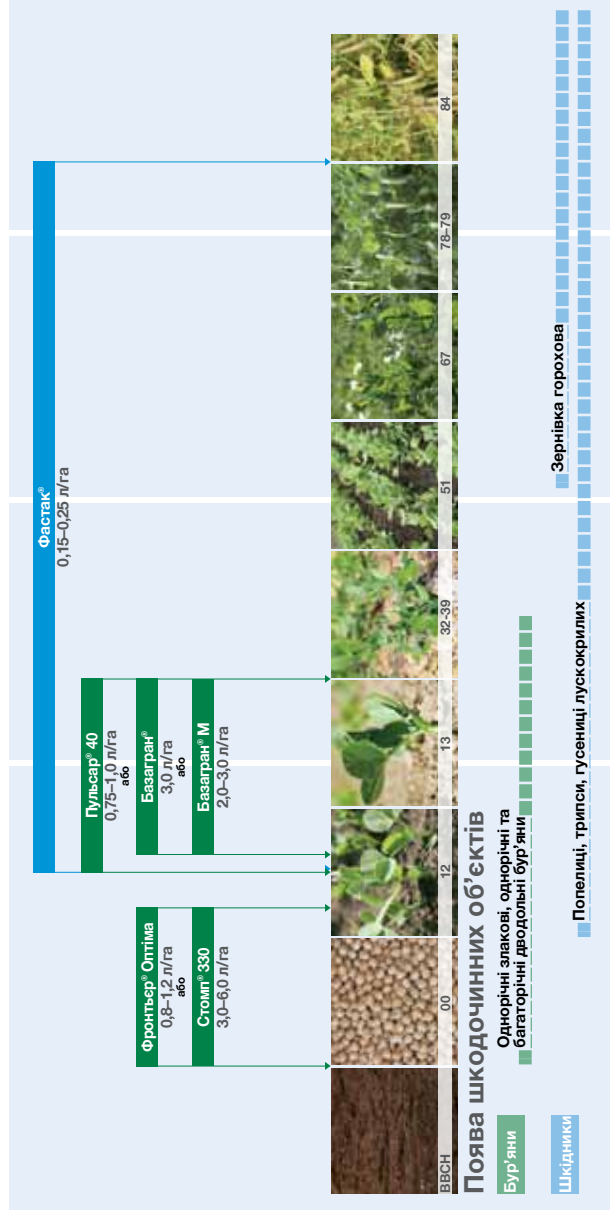 Фастак®
0,15–0,25 л/га
Пульсар® 40
0,75–1,0 л/га
або
Фронтьєр® Оптіма
0,8–1,2 л/га
або
Базагран®
3,0 л/га
або
Стомп® 330
3,0–6,0 л/га
Базагран® М
2,0–3,0 л/га
ВВСН 00 12 13 32-39 51 67 78–79 84
Поява шкодочинних об’єктів
Бур’яни
Однорічні злакові, однорічні та
багаторічні дводольні бур’яни
Шкідники
Зернівка горохова
Попелиці, трипси, гусениці лускокрилих